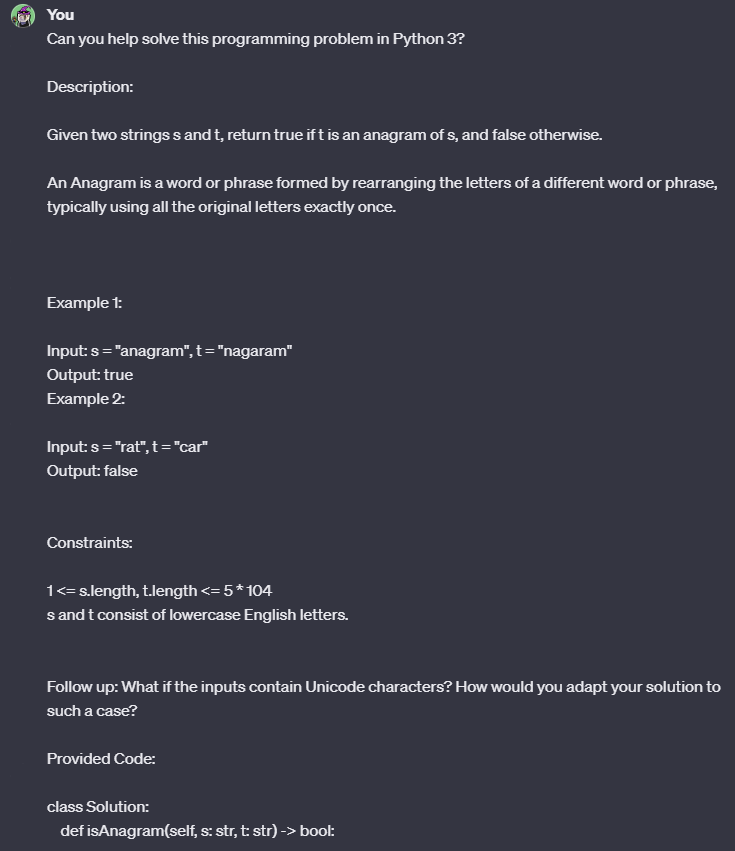 You
Can you help solve this programming problem in Python 3?
Description:
Given two strings s and t, return true if t is an anagram of s, and false otherwise.
An Anagram is a word or phrase formed by rearranging the letters of a different word or phrase,
typically using all the original letters exactly once.
Example 1:
Input: s = "anagram", t = "nagaram"
Output: true
Example 2:
Input: s = "rat", t = "car"
Output: false
Constraints:
1 <= s.length, t.length <= 5 * 104
s and t consist of lowercase English letters.
Follow up: What if the inputs contain Unicode characters? How would you adapt your solution to
such a case?
Provided Code:
class Solution:
    def isAnagram(self, s: str, t: str) -> bool: